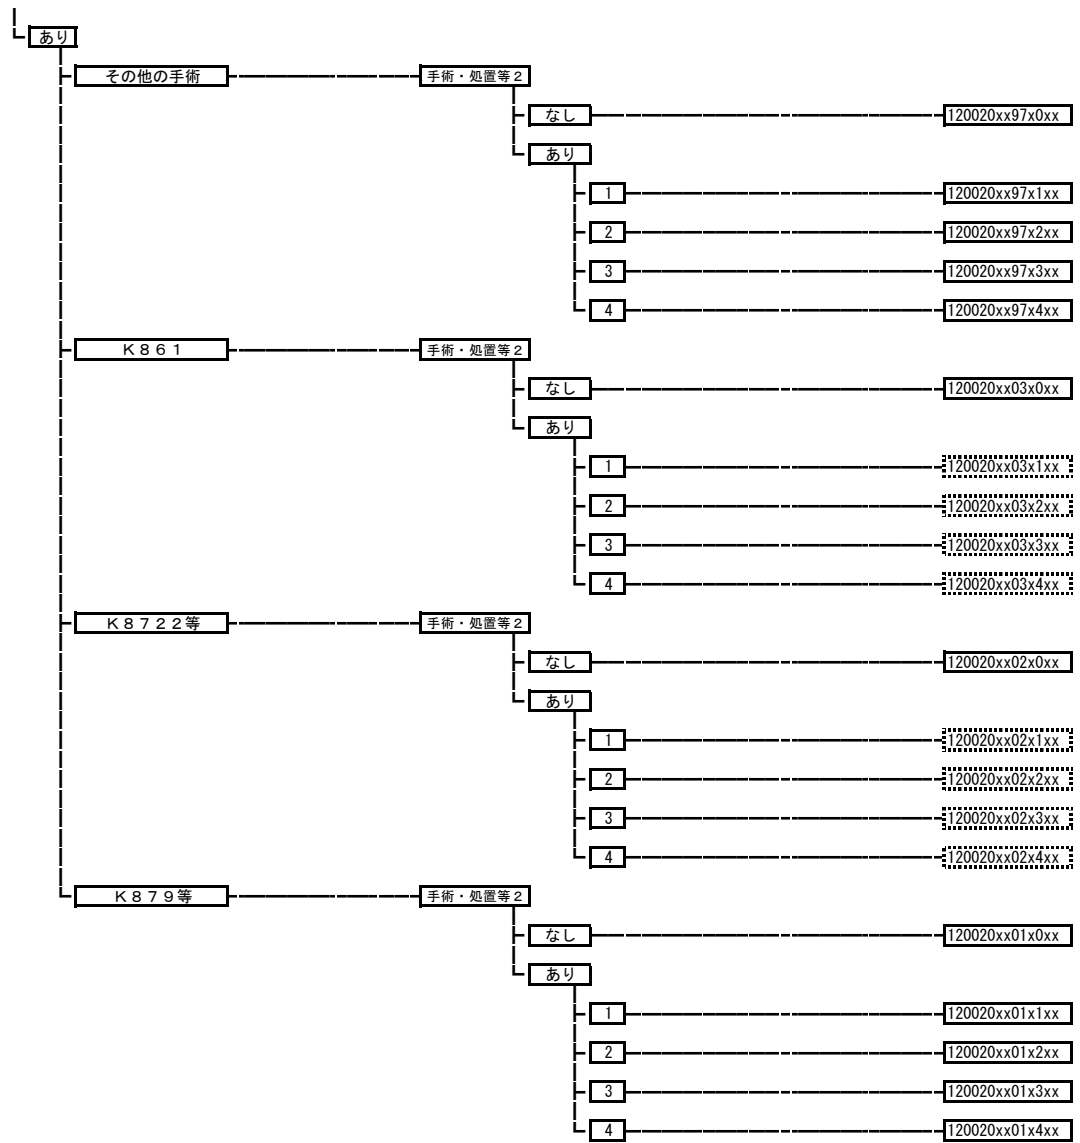 あり
その他の手術 手術・処置等2
なし 120020xx97x0xx
あり
1 120020xx97x1xx
2 120020xx97x2xx
3 120020xx97x3xx
4 120020xx97x4xx
K861 手術・処置等2
なし 120020xx03x0xx
あり
1 120020xx03x1xx
2 120020xx03x2xx
3 120020xx03x3xx
4 120020xx03x4xx
K8722等 手術・処置等2
なし 120020xx02x0xx
あり
1 120020xx02x1xx
2 120020xx02x2xx
3 120020xx02x3xx
4 120020xx02x4xx
K879等 手術・処置等2
なし 120020xx01x0xx
あり
1 120020xx01x1xx
2 120020xx01x2xx
3 120020xx01x3xx
4 120020xx01x4xx